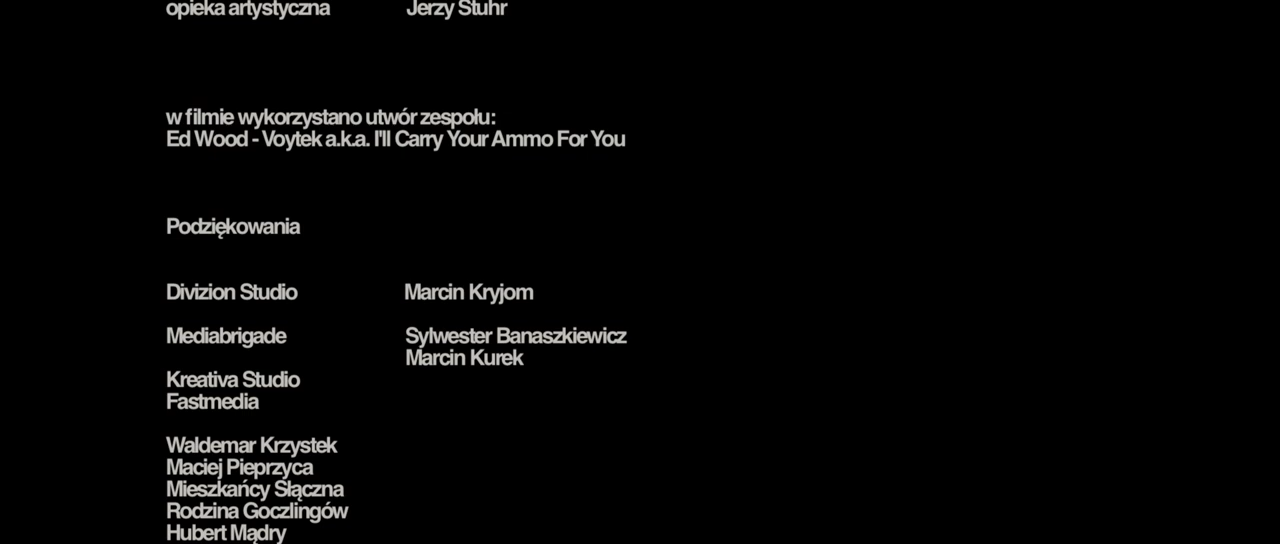 opieka artystyczna Jerzy Stuhr
w filmie wykorzystano utwór zespołu:
Ed Wood - Voytek a.k.a. I'll Carry Your Ammo For You
Podziękowania
Divizion Studio Marcin Kryjom
Mediabrigade Sylwester Banaszkiewicz
Marcin Kurek
Kreativa Studio
Fastmedia
Waldemar Krzystek
Maciej Pieprzyca
Mieszkańcy Słączna
Rodzina Goczlingów
Hubert Mądry